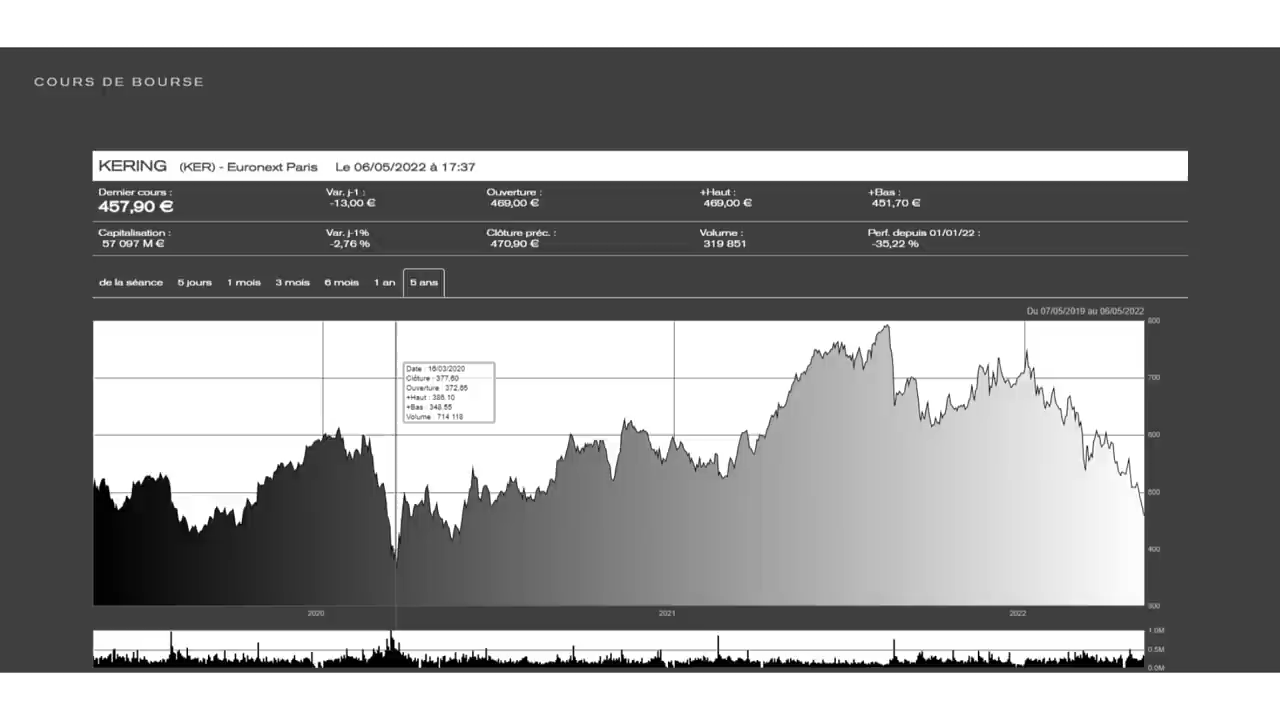 COURS DE BOURSE
KERING (KER) - Euronext Paris Le 06/05/2022 à 17:37
Dernier cours : Var. j-1 : Ouverture : +Haut : +Bas :
457,90 € -13,00 € 469,00 € 469,00 € 451,70 €
Capitalisation : Var. j-1% Clôture préc. : Volume : Perf. depuis 01/01/22 :
57 097 M € -2,76 % 470,90 € 319 851 -35,22 %
de la séance 5 jours 1 mois 3 mois 6 mois 1 an 5 ans
Du 07/05/2019 au 06/05/2022
800
Date : 16/03/2020
Clôture : 377.60
Ouverture : 372.65
+Haut : 386.10
+Bas : 348.55
Volume : 714 118
700
600
500
400
300
2020 2021 2022
1.0M
0.5M
0.0M